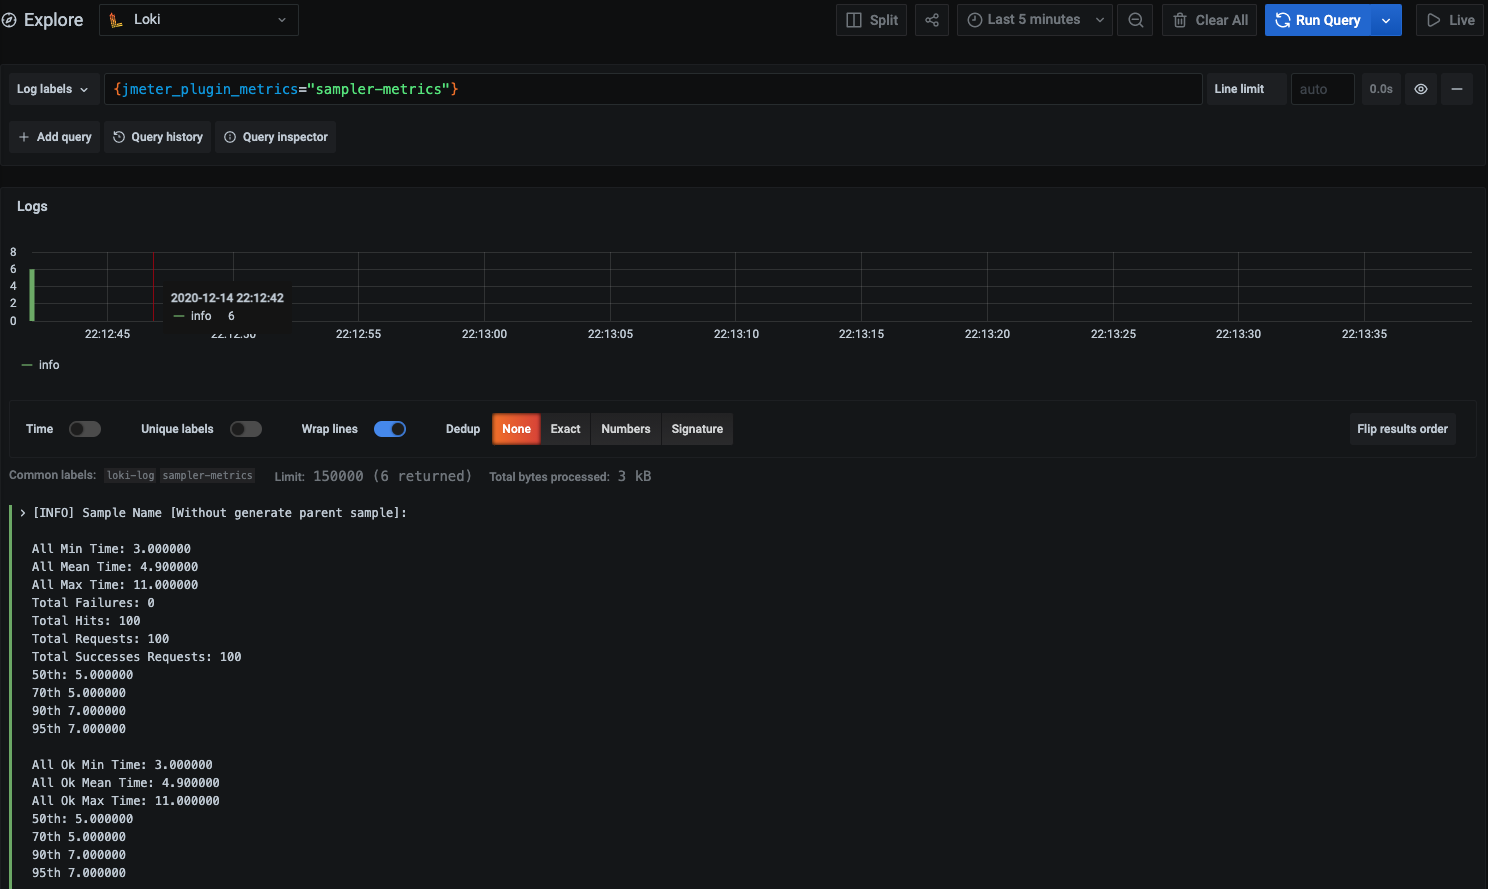 Explore
Loki
Split
Last 5 minutes
Clear All
Run Query
Live
Log labels
{jmeter_plugin_metrics="sampler-metrics"}
Line limit
auto
0.0s
Add query
Query history
Query inspector
Logs
8
6
4
2
0
2020-12-14 22:12:42
info 6
22:12:45
22:12:50
22:12:55
22:13:00
22:13:05
22:13:10
22:13:15
22:13:20
22:13:25
22:13:30
22:13:35
info
Time
Unique labels
Wrap lines
Dedup
None
Exact
Numbers
Signature
Flip results order
Common labels: loki-log sampler-metrics Limit: 150000 (6 returned) Total bytes processed: 3 kB
[INFO] Sample Name [Without generate parent sample]:
All Min Time: 3.000000
All Mean Time: 4.900000
All Max Time: 11.000000
Total Failures: 0
Total Hits: 100
Total Requests: 100
Total Successes Requests: 100
50th: 5.000000
70th 5.000000
90th 7.000000
95th 7.000000
All Ok Min Time: 3.000000
All Ok Mean Time: 4.900000
All Ok Max Time: 11.000000
50th: 5.000000
70th 5.000000
90th 7.000000
95th 7.000000